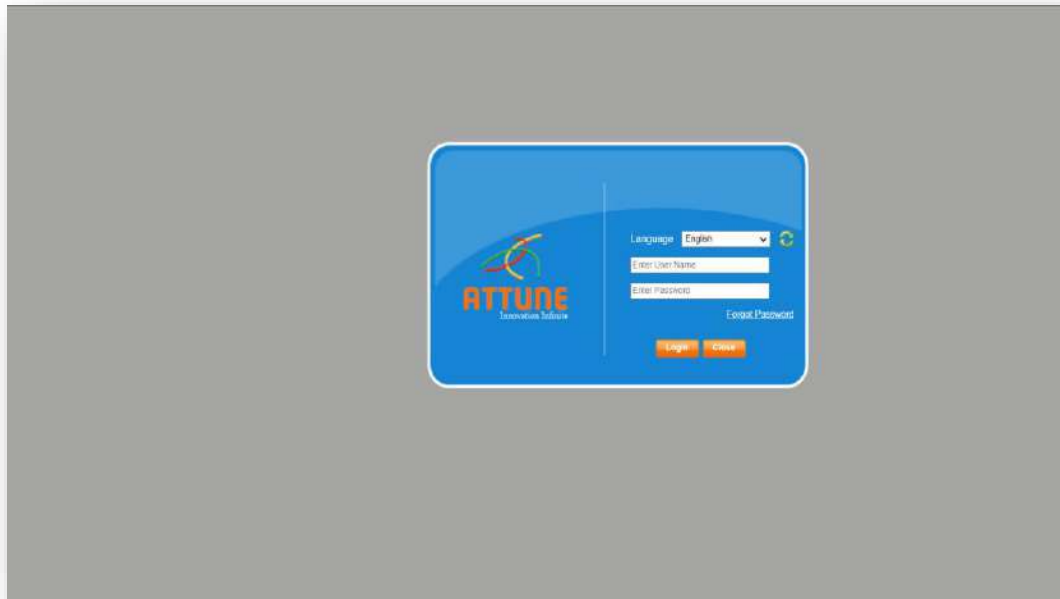 Language English
Enter User Name
Enter Password
Forgot Password
ATTUNE
Innovation Infinite
Login Close